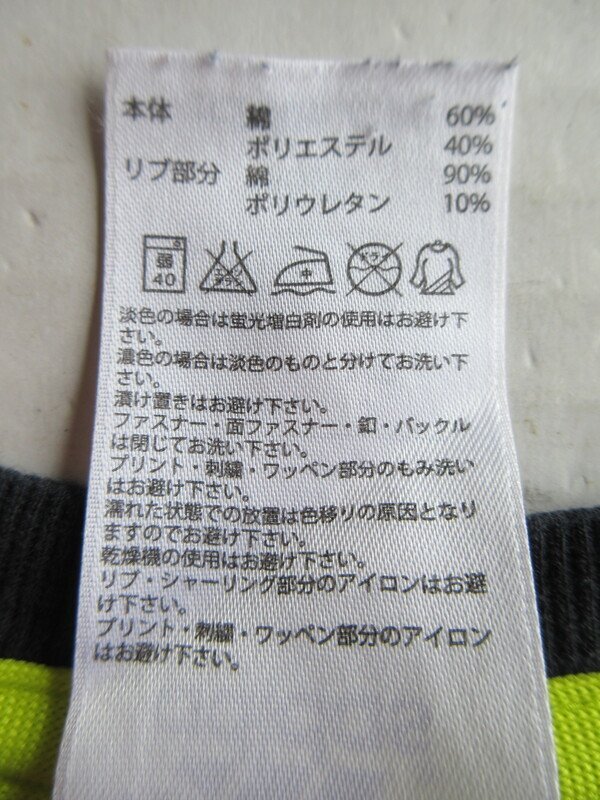 本体 綿 60%
ポリエステル 40%
リブ部分 綿 90%
ポリウレタン 10%
弱
40
淡色の場合は蛍光増白剤の使用はお避け下
さい。
濃色の場合は淡色のものと分けてお洗い下
さい。
漬け置きはお避け下さい。
ファスナー・面ファスナー・釦・バックル
は閉じてお洗い下さい。
プリント・刺繍・ワッペン部分のもみ洗い
はお避け下さい。
濡れた状態での放置は色移りの原因となり
ますのでお避け下さい。
乾燥機の使用はお避け下さい。
リブ・シャーリング部分のアイロンはお避
け下さい。
プリント・刺繍・ワッペン部分のアイロン
はお避け下さい。